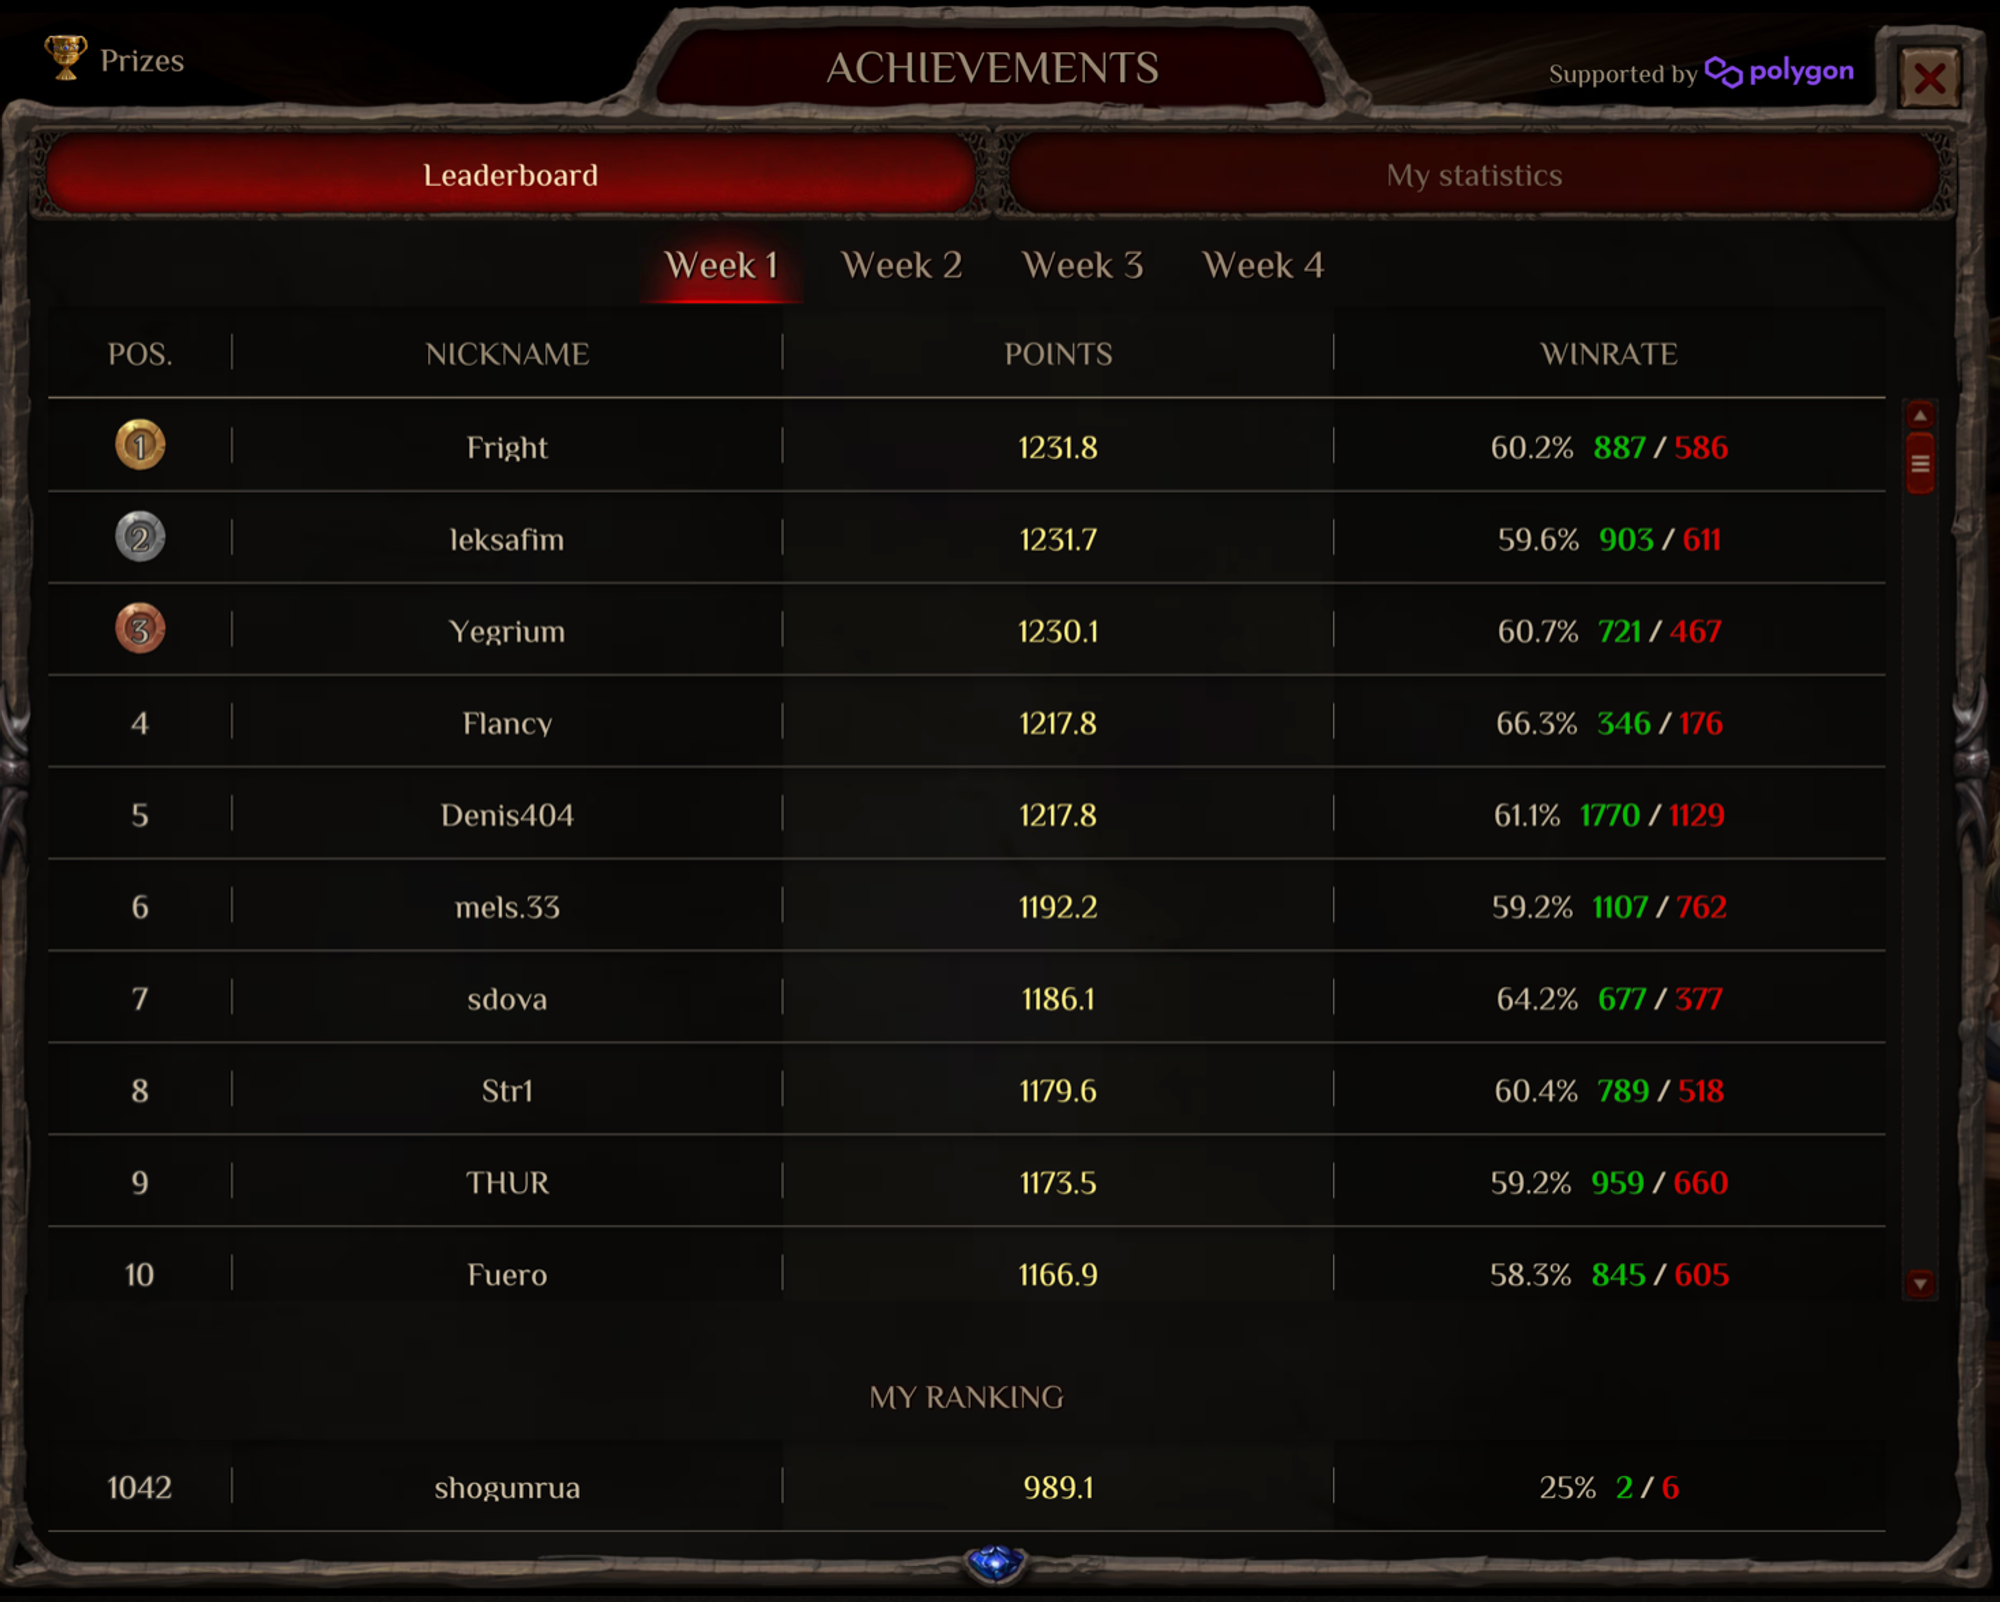 Prizes
ACHIEVEMENTS
Supported by polygon
Leaderboard
My statistics
Week 1 Week 2 Week 3 Week 4
POS. NICKNAME POINTS WINRATE
1 Fright 1231.8 60.2% 887 / 586
2 leksafim 1231.7 59.6% 903 / 611
3 Yegrium 1230.1 60.7% 721 / 467
4 Flancy 1217.8 66.3% 346 / 176
5 Denis404 1217.8 61.1% 1770 / 1129
6 mels.33 1192.2 59.2% 1107 / 762
7 sdova 1186.1 64.2% 677 / 377
8 Str1 1179.6 60.4% 789 / 518
9 THUR 1173.5 59.2% 959 / 660
10 Fuero 1166.9 58.3% 845 / 605
MY RANKING
1042 shogunrua 989.1 25% 2 / 6